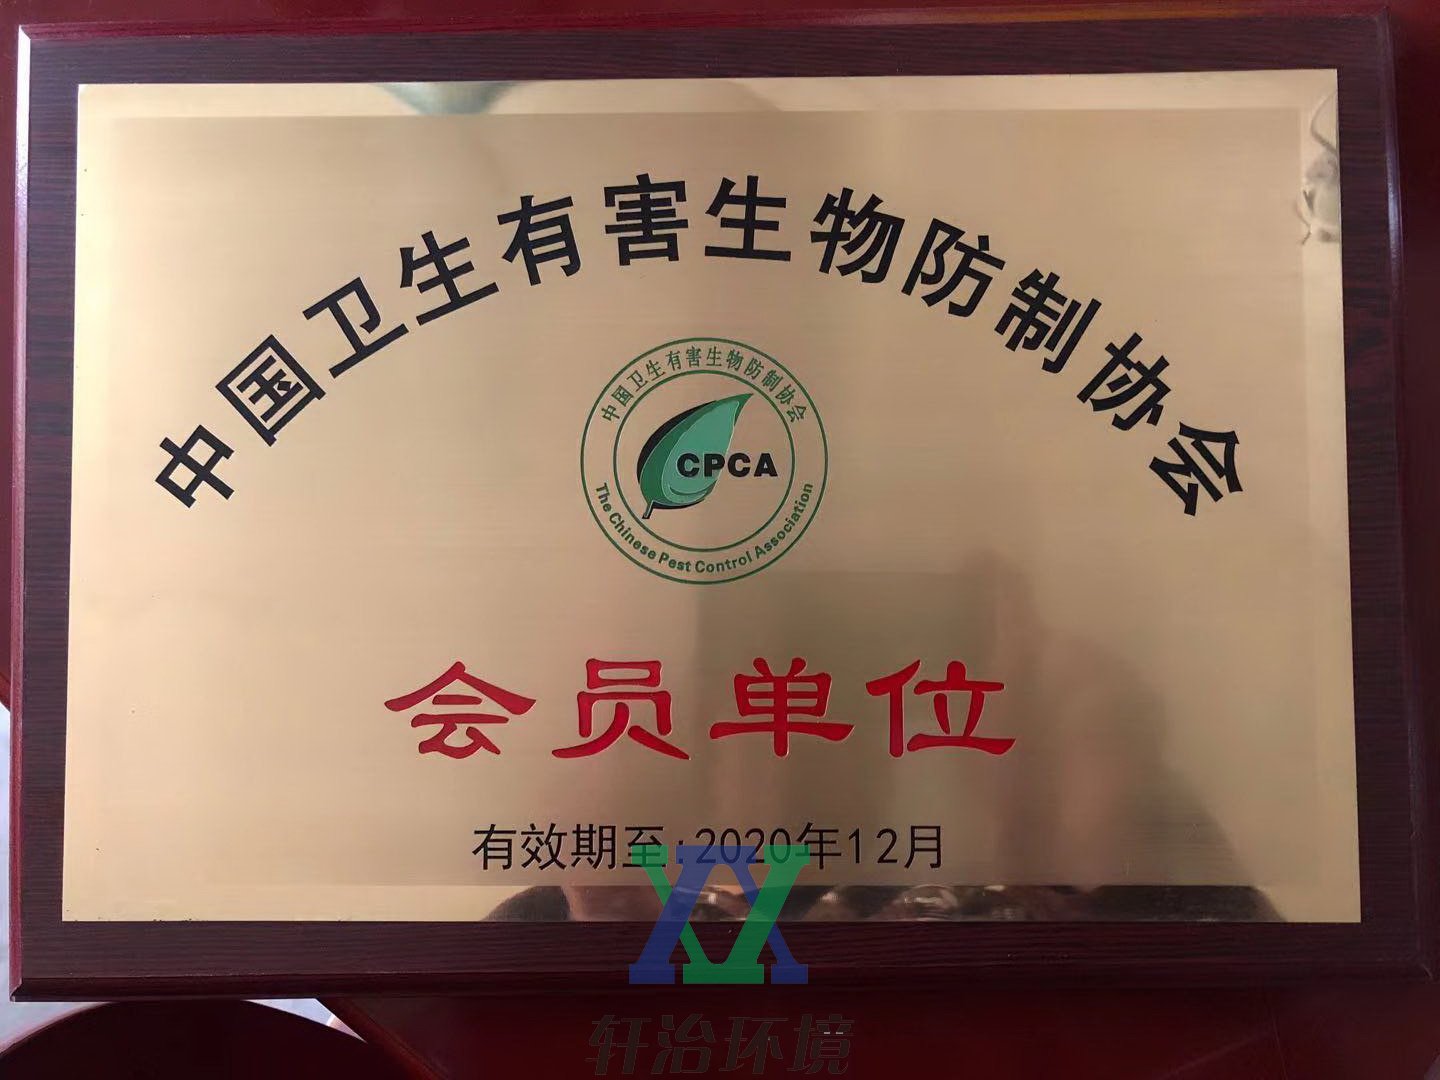 中国卫生有害生物防制协会
中国卫生有害生物防制协会
CPCA
The Chinese Pest Control Association
会员单位
有效期至:2020年12月
轩治环境